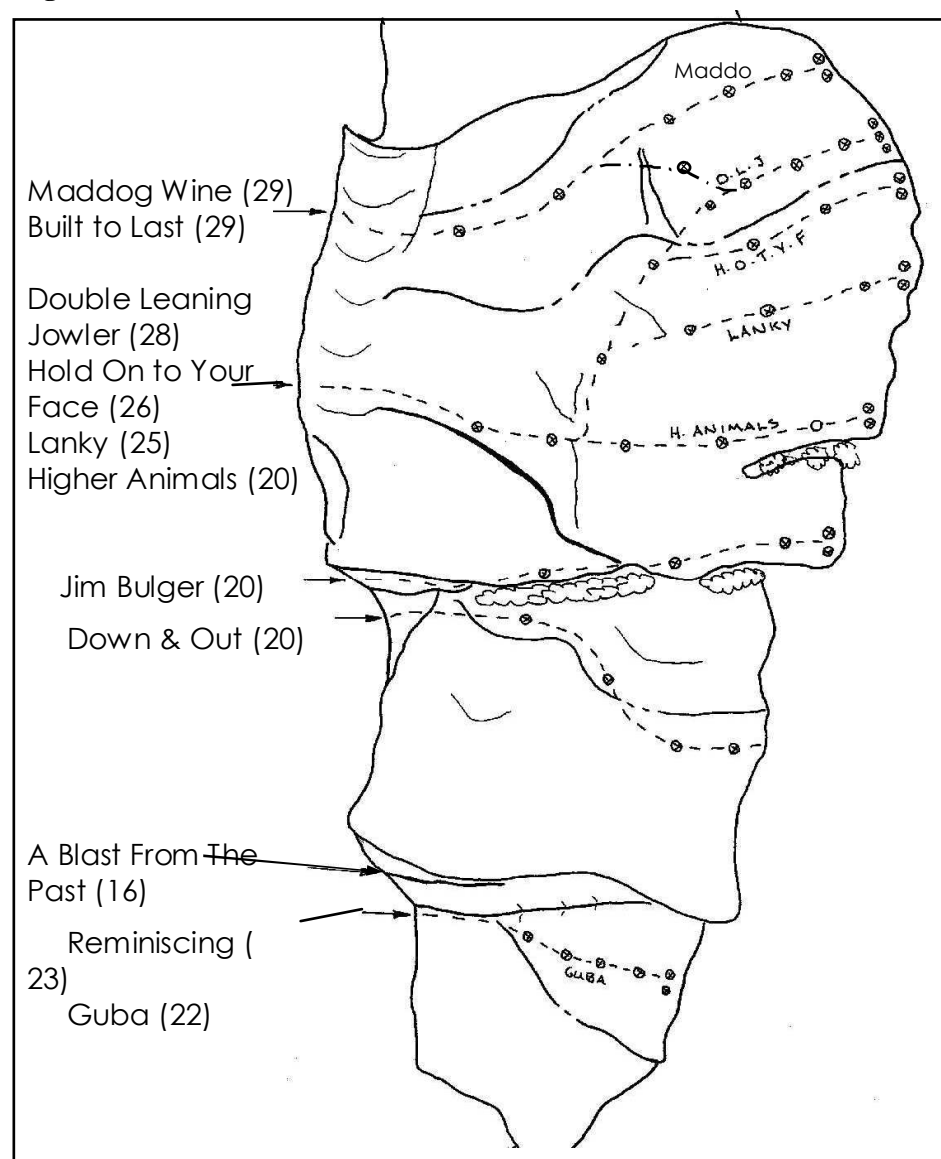 Maddo
O.L.J
Maddog Wine (29)
Built to Last (29)
H.O.T.Y.F
Double Leaning
Jowler (28)
Hold On to Your
Face (26)
Lanky (25)
Higher Animals (20)
LANKY
H. ANIMALS
Jim Bulger (20)
Down & Out (20)
A Blast From The
Past (16)
Reminiscing (
23)
Guba (22)
GUBA